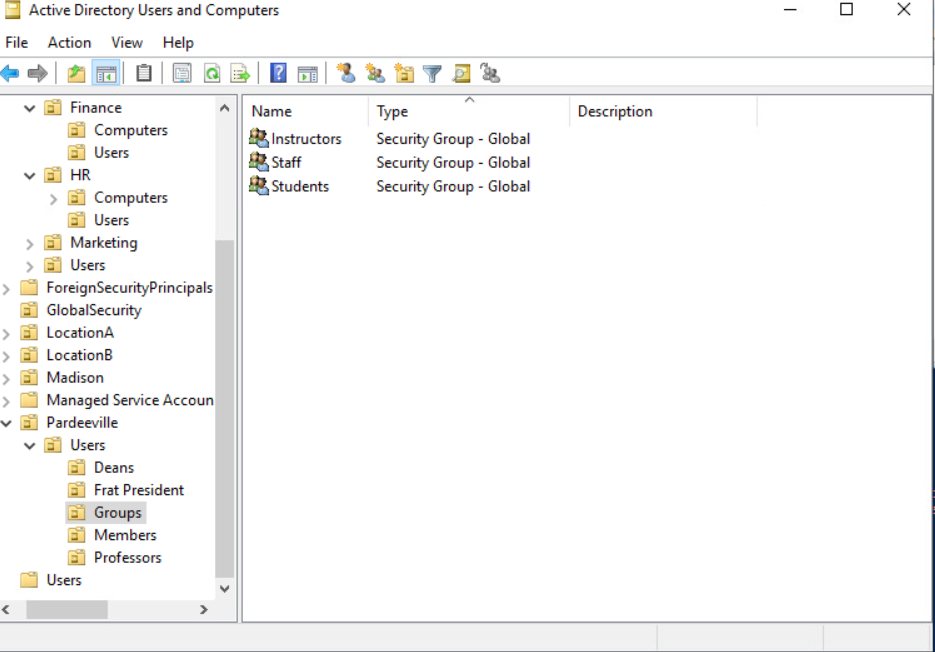 Active Directory Users and Computers
File Action View Help
Finance
Computers
Users
HR
Computers
Users
Marketing
Users
ForeignSecurityPrincipals
GlobalSecurity
LocationA
LocationB
Madison
Managed Service Accoun
Pardeeville
Users
Deans
Frat President
Groups
Members
Professors
Users
Name Type Description
Instructors Security Group - Global
Staff Security Group - Global
Students Security Group - Global